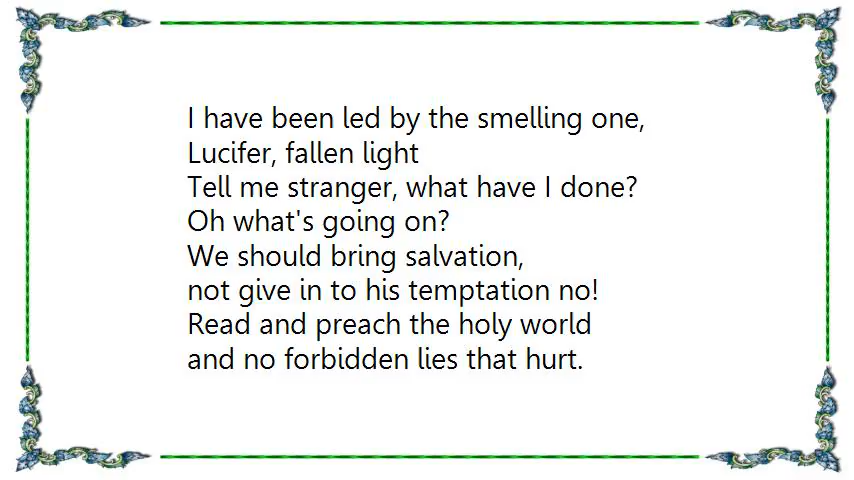 I have been led by the smelling one,
Lucifer, fallen light
Tell me stranger, what have I done?
Oh what's going on?
We should bring salvation,
not give in to his temptation no!
Read and preach the holy world
and no forbidden lies that hurt.